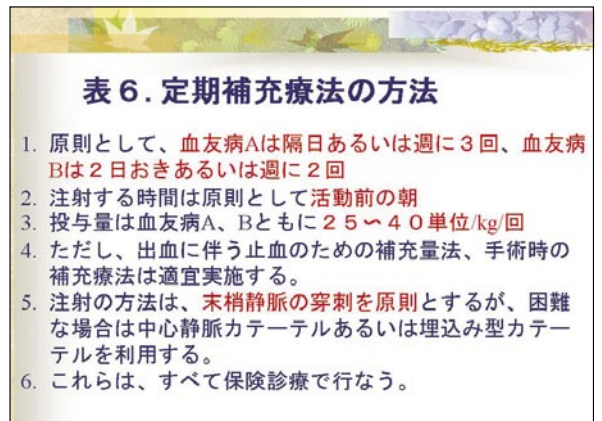 表６. 定期補充療法の方法
1. 原則として、血友病Aは隔日あるいは週に３回、血友病
Bは２日おきあるいは週に２回
2. 注射する時間は原則として活動前の朝
3. 投与量は血友病A、Bともに２５〜４０単位/kg/回
4. ただし、出血に伴う止血のための補充量法、手術時の
補充療法は適宜実施する。
5. 注射の方法は、末梢静脈の穿刺を原則とするが、困難
な場合は中心静脈カテーテルあるいは埋込み型カテー
テルを利用する。
6. これらは、すべて保険診療で行なう。